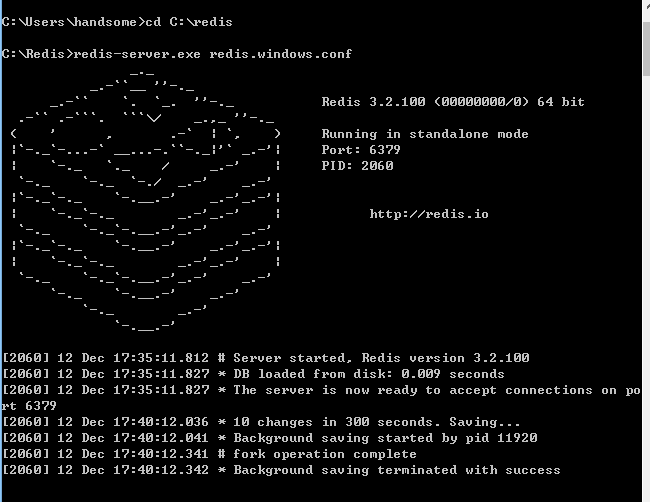 C:\Users\handsome>cd C:\redis
C:\Redis>redis-server.exe redis.windows.conf
Redis 3.2.100 (00000000/0) 64 bit
Running in standalone mode
Port: 6379
PID: 2060
http://redis.io
[2060] 12 Dec 17:35:11.812 # Server started, Redis version 3.2.100
[2060] 12 Dec 17:35:11.827 * DB loaded from disk: 0.009 seconds
[2060] 12 Dec 17:35:11.827 * The server is now ready to accept connections on po
rt 6379
[2060] 12 Dec 17:40:12.036 * 10 changes in 300 seconds. Saving...
[2060] 12 Dec 17:40:12.041 * Background saving started by pid 11920
[2060] 12 Dec 17:40:12.341 # fork operation complete
[2060] 12 Dec 17:40:12.342 * Background saving terminated with success